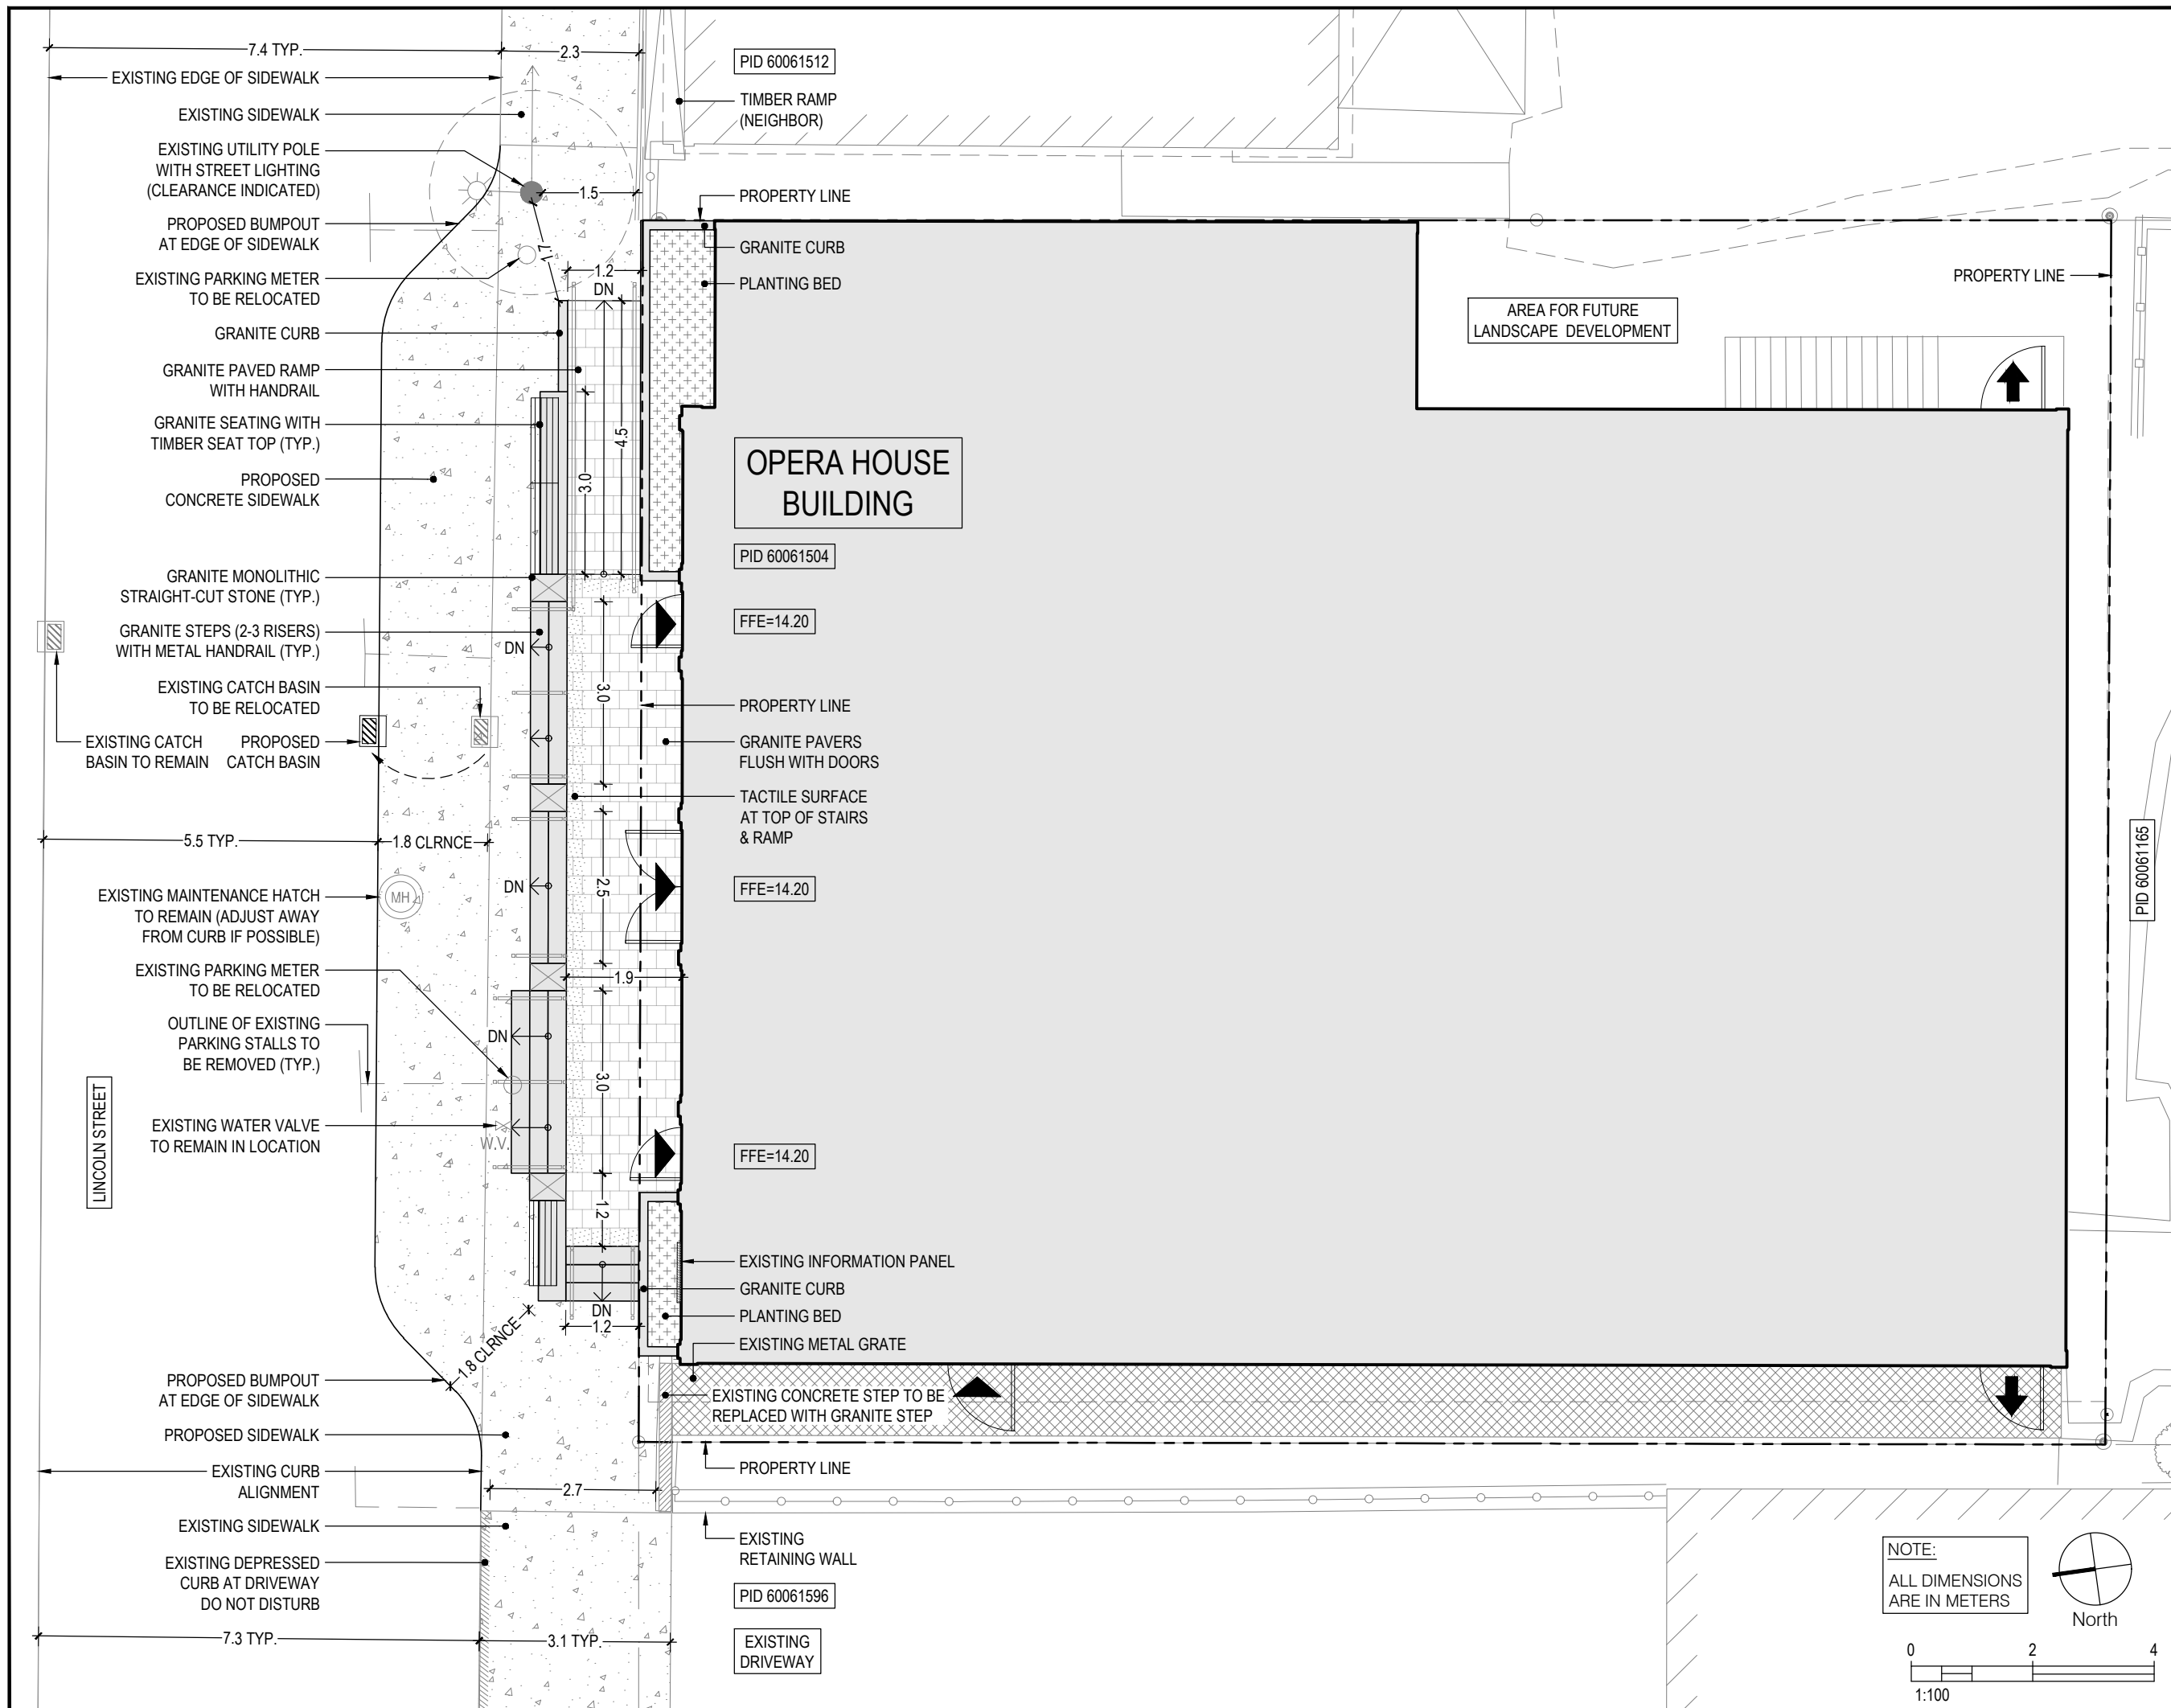 7.4 TYP.
2.3
EXISTING EDGE OF SIDEWALK
EXISTING SIDEWALK
EXISTING UTILITY POLE
WITH STREET LIGHTING
(CLEARANCE INDICATED)
PROPOSED BUMPOUT
AT EDGE OF SIDEWALK
EXISTING PARKING METER
TO BE RELOCATED
GRANITE CURB
GRANITE PAVED RAMP
WITH HANDRAIL
GRANITE SEATING WITH
TIMBER SEAT TOP (TYP.)
PROPOSED
CONCRETE SIDEWALK
GRANITE MONOLITHIC
STRAIGHT-CUT STONE (TYP.)
GRANITE STEPS (2-3 RISERS)
WITH METAL HANDRAIL (TYP.)
EXISTING CATCH BASIN
TO BE RELOCATED
EXISTING CATCH
BASIN TO REMAIN
PROPOSED
CATCH BASIN
5.5 TYP.
1.8 CLRNCE
EXISTING MAINTENANCE HATCH
TO REMAIN (ADJUST AWAY
FROM CURB IF POSSIBLE)
MH
EXISTING PARKING METER
TO BE RELOCATED
OUTLINE OF EXISTING
PARKING STALLS TO
BE REMOVED (TYP.)
LINCOLN STREET
EXISTING WATER VALVE
TO REMAIN IN LOCATION
W.V.
1.8 CLRNCE
PROPOSED BUMPOUT
AT EDGE OF SIDEWALK
PROPOSED SIDEWALK
EXISTING CURB
ALIGNMENT
EXISTING SIDEWALK
EXISTING DEPRESSED
CURB AT DRIVEWAY
DO NOT DISTURB
7.3 TYP.
3.1 TYP.
2.7
1.5
1.7
1.2
DN
4.5
3.0
DN
3.0
DN
2.5
1.9
DN
3.0
1.2
DN
1.2
PID 60061512
TIMBER RAMP
(NEIGHBOR)
PROPERTY LINE
GRANITE CURB
PLANTING BED
OPERA HOUSE
BUILDING
PID 60061504
FFE=14.20
PROPERTY LINE
GRANITE PAVERS
FLUSH WITH DOORS
TACTILE SURFACE
AT TOP OF STAIRS
& RAMP
FFE=14.20
FFE=14.20
EXISTING INFORMATION PANEL
GRANITE CURB
PLANTING BED
EXISTING METAL GRATE
EXISTING CONCRETE STEP TO BE
REPLACED WITH GRANITE STEP
PROPERTY LINE
EXISTING
RETAINING WALL
PID 60061596
EXISTING
DRIVEWAY
PROPERTY LINE
AREA FOR FUTURE
LANDSCAPE DEVELOPMENT
PID 60061165
NOTE:
ALL DIMENSIONS
ARE IN METERS
North
0 2 4
1:100